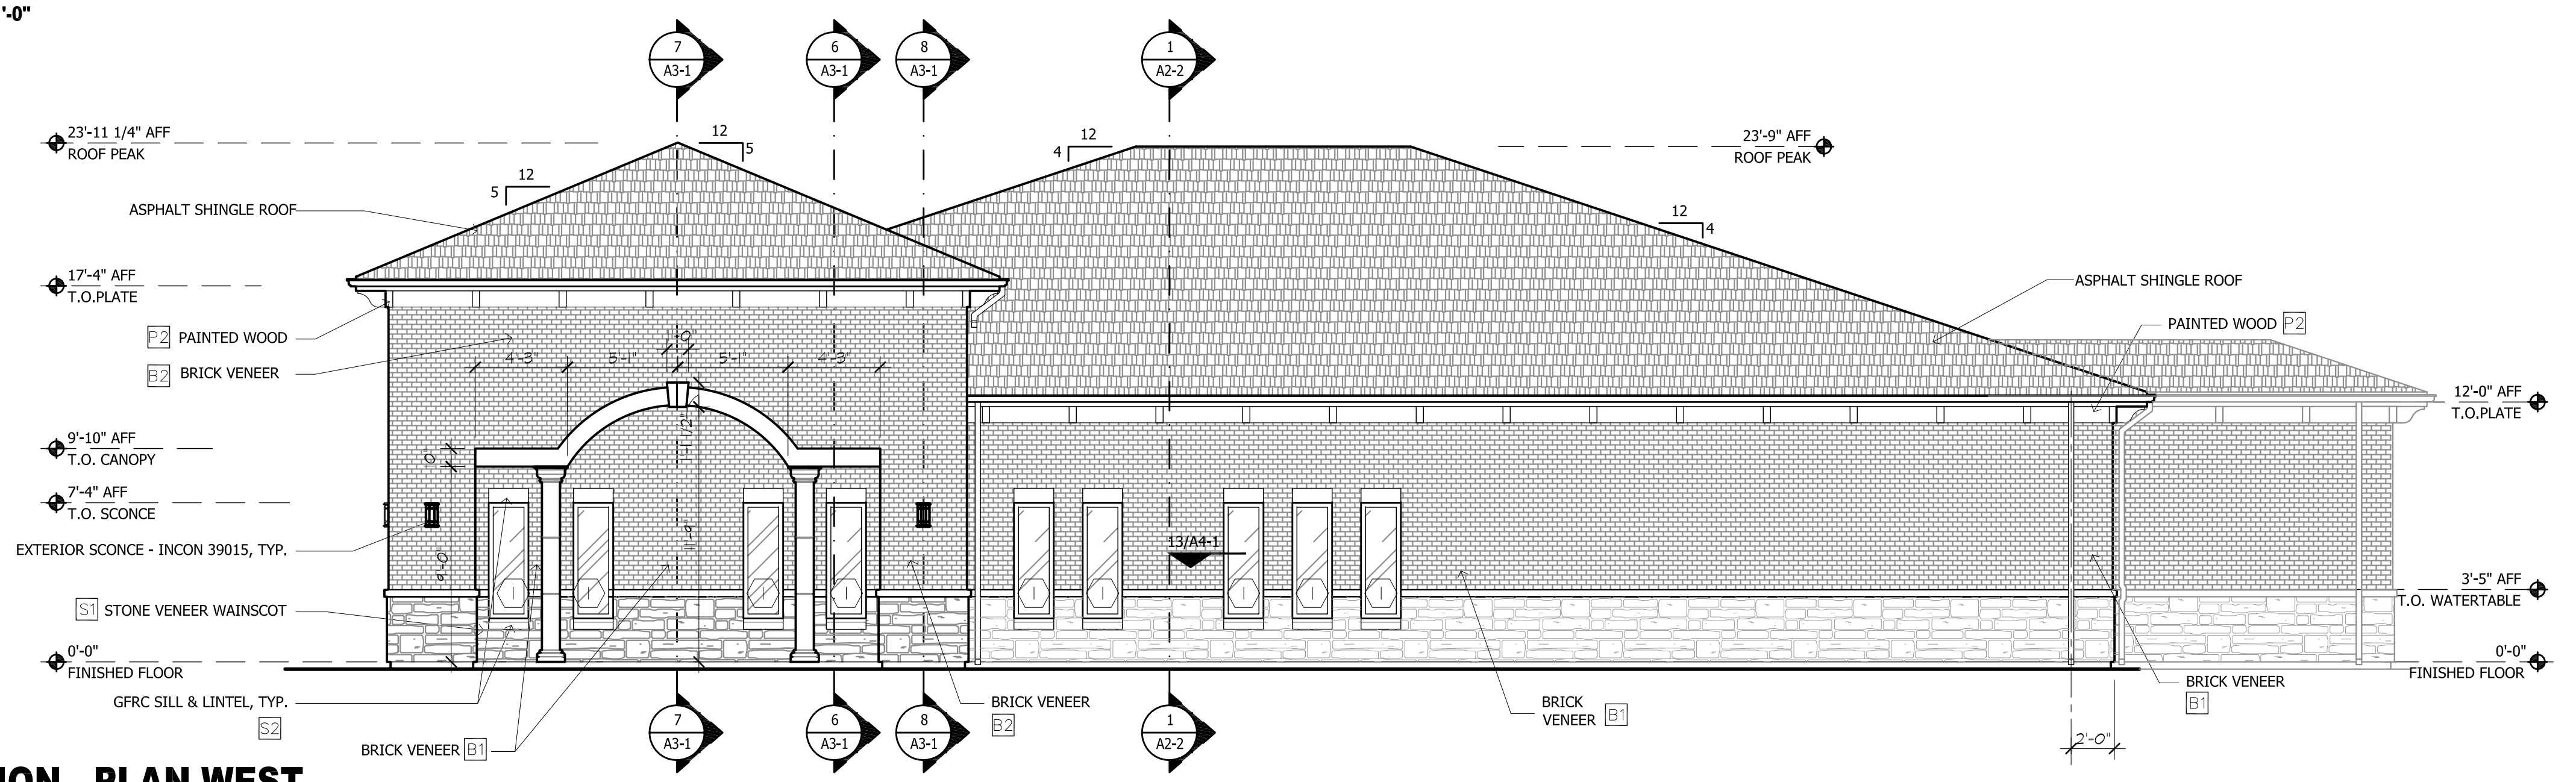 '-0"
7
A3-1
6
A3-1
8
A3-1
1
A2-2
23'-11 1/4" AFF
ROOF PEAK
12
5
12
4
23'-9" AFF
ROOF PEAK
12
5
ASPHALT SHINGLE ROOF
12
4
17'-4" AFF
T.O.PLATE
ASPHALT SHINGLE ROOF
P2 PAINTED WOOD
PAINTED WOOD P2
B2 BRICK VENEER
4'-3"
5'-1"
5'-1"
4'-3"
12'-0" AFF
T.O.PLATE
9'-10" AFF
T.O. CANOPY
7'-4" AFF
T.O. SCONCE
EXTERIOR SCONCE - INCON 39015, TYP.
9'-0"
11'-9"
13/A4-1
3'-5" AFF
T.O. WATERTABLE
S1 STONE VENEER WAINSCOT
0'-0"
FINISHED FLOOR
0'-0"
FINISHED FLOOR
GFRC SILL & LINTEL, TYP.
S2
BRICK VENEER B1
BRICK VENEER
B2
BRICK
VENEER B1
BRICK VENEER
B1
7
A3-1
6
A3-1
8
A3-1
1
A2-2
2'-0"
PLAN WEST